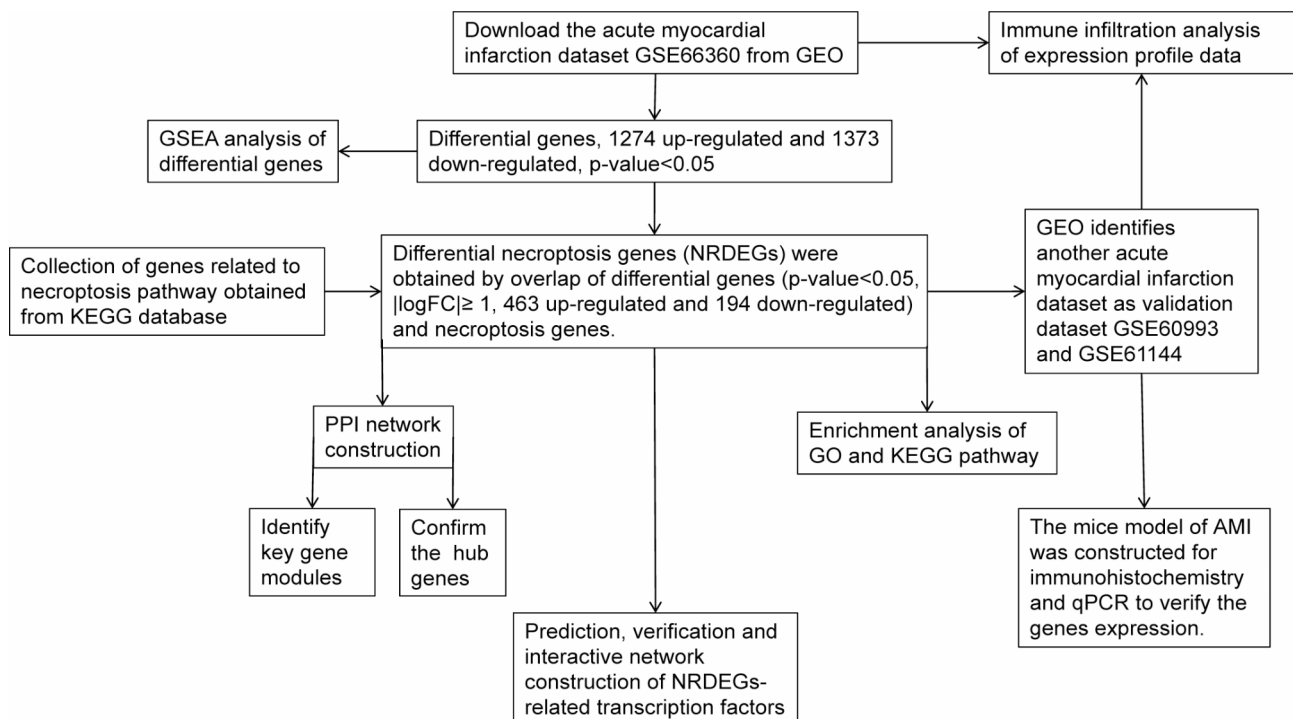 Download the acute myocardial
infarction dataset GSE66360 from GEO
Immune infiltration analysis
of expression profile data
GSEA analysis of
differential genes
Differential genes, 1274 up-regulated and 1373
down-regulated, p-value<0.05
Collection of genes related to
necroptosis pathway obtained
from KEGG database
Differential necroptosis genes (NRDEGs) were
obtained by overlap of differential genes (p-value<0.05,
|logFC|≥ 1, 463 up-regulated and 194 down-regulated)
and necroptosis genes.
GEO identifies
another acute
myocardial infarction
dataset as validation
dataset GSE60993
and GSE61144
PPI network
construction
Enrichment analysis of
GO and KEGG pathway
Identify
key gene
modules
Confirm
the hub
genes
The mice model of AMI
was constructed for
immunohistochemistry
and qPCR to verify the
genes expression.
Prediction, verification and
interactive network
construction of NRDEGs-
related transcription factors